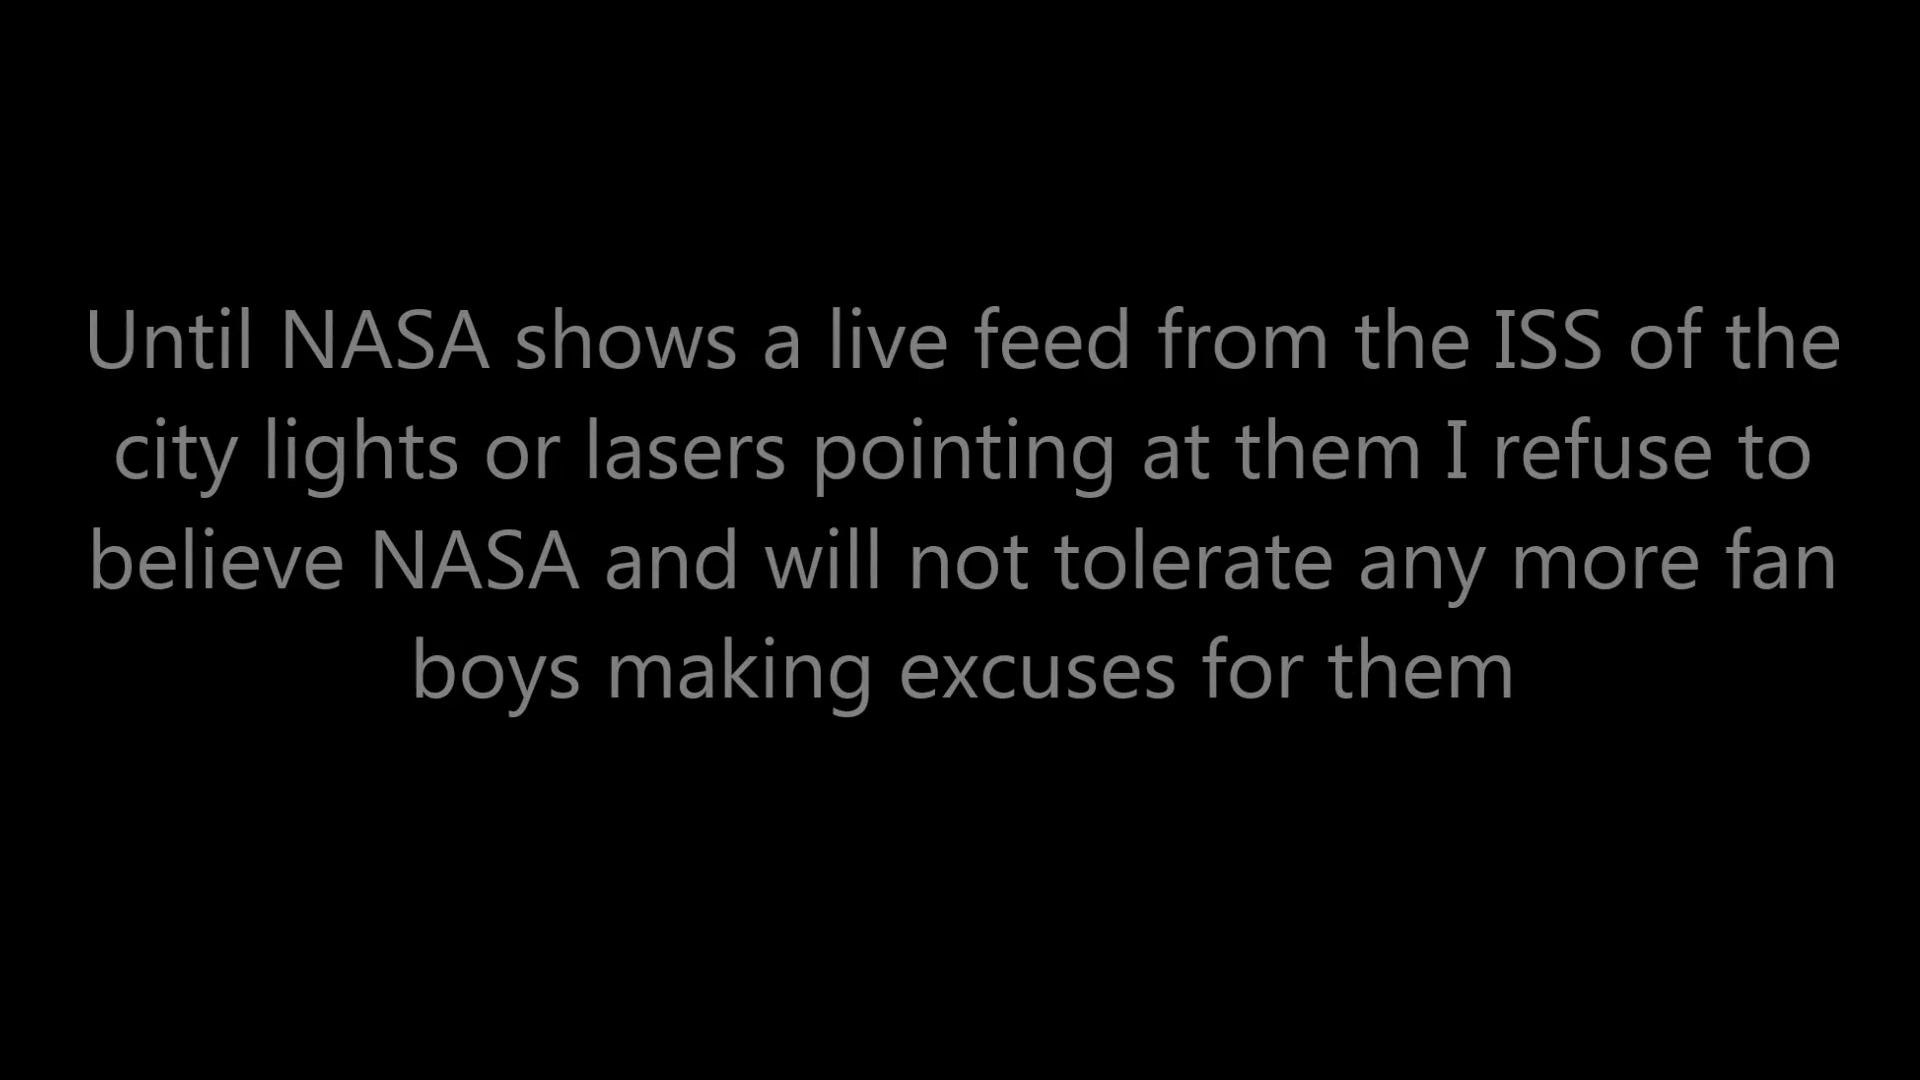 Until NASA shows a live feed from the ISS of the
city lights or lasers pointing at them I refuse to
believe NASA and will not tolerate any more fan
boys making excuses for them